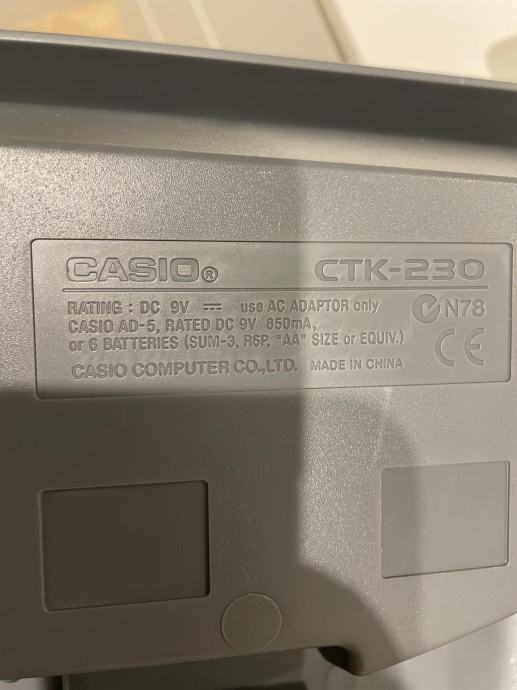 CASIO® CTK-230
RATING : DC 9V ⎓ use AC ADAPTOR only
CASIO AD-5, RATED DC 9V 850mA,
or 6 BATTERIES (SUM-3, R6P, "AA" SIZE or EQUIV.)
N78
CE
CASIO COMPUTER CO.,LTD. MADE IN CHINA